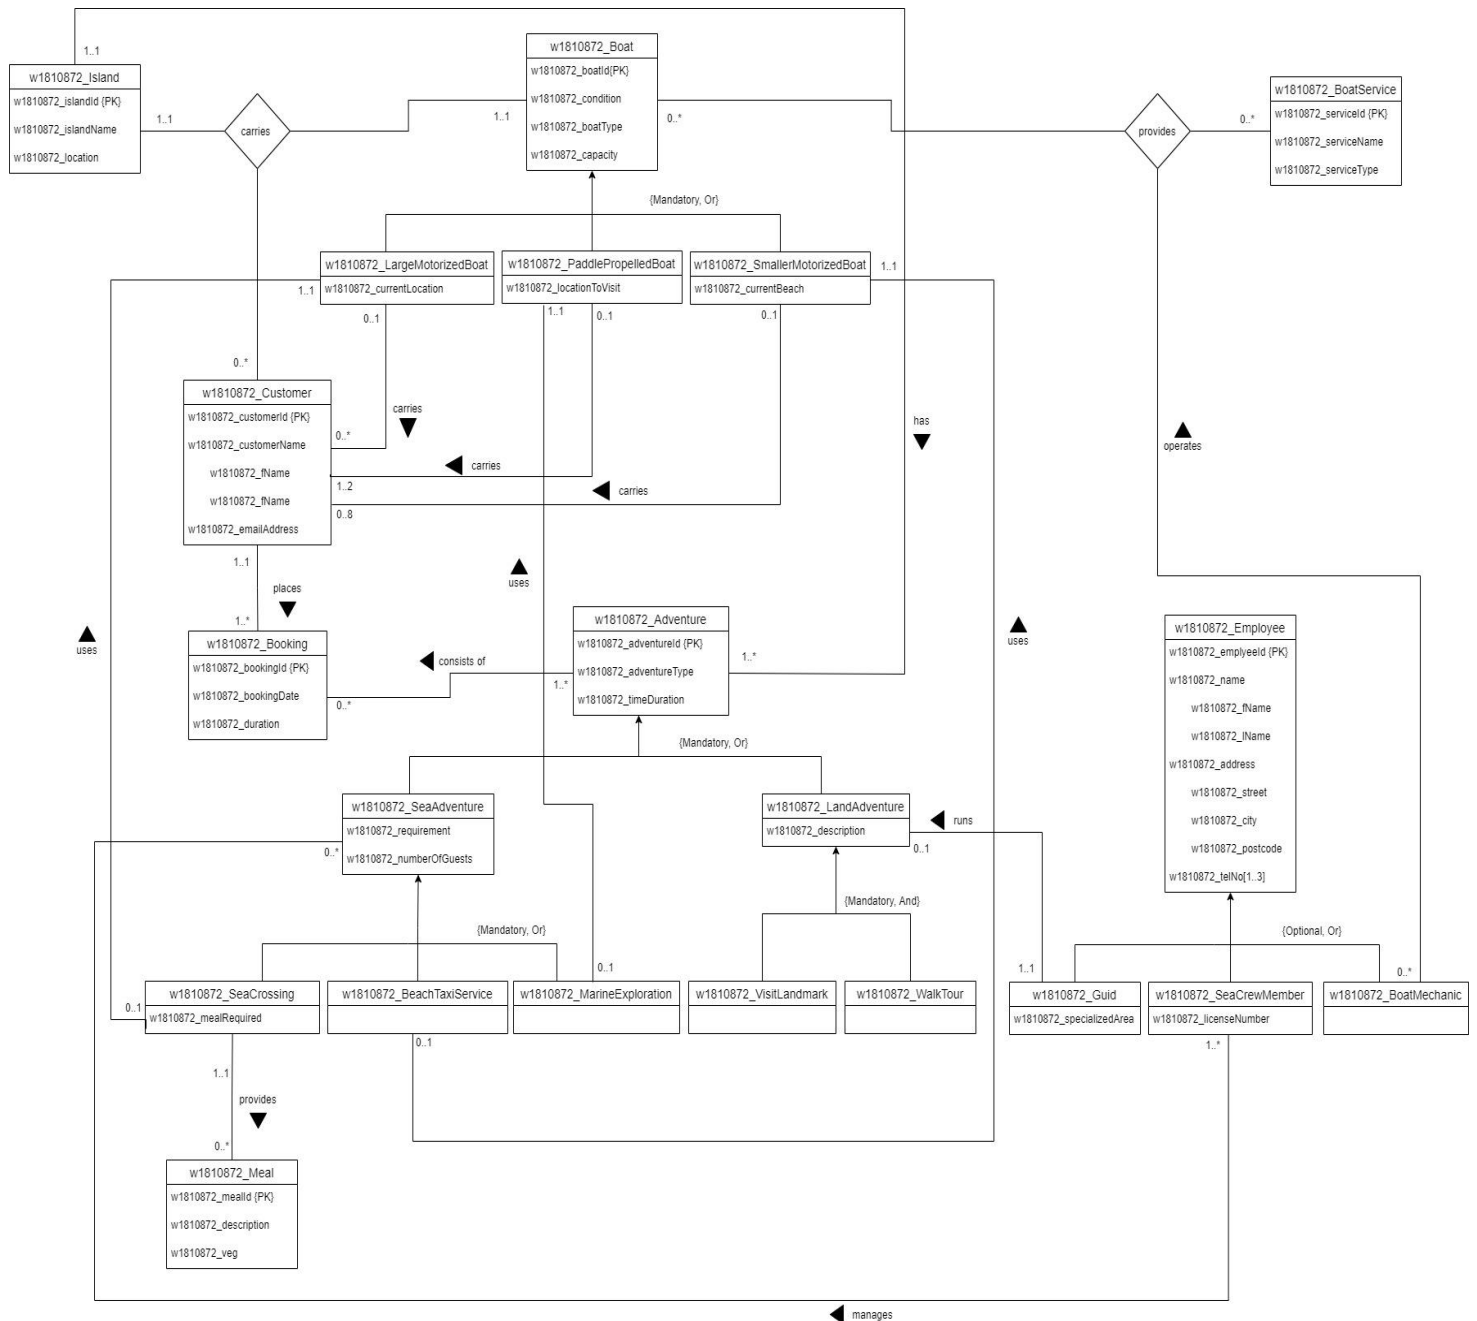 1..1
w1810872_Island
w1810872_islandId {PK}
w1810872_islandName
w1810872_location
1..1
carries
1..1
w1810872_Boat
w1810872_boatId{PK}
w1810872_condition
w1810872_boatType
w1810872_capacity
0..*
provides
0..*
w1810872_BoatService
w1810872_serviceId {PK}
w1810872_serviceName
w1810872_serviceType
{Mandatory, Or}
w1810872_LargeMotorizedBoat
w1810872_currentLocation
w1810872_PaddlePropelledBoat
w1810872_locationToVisit
w1810872_SmallerMotorizedBoat
w1810872_currentBeach
1..1
1..1
0..1
1..1
0..1
0..1
0..*
w1810872_Customer
w1810872_customerId {PK}
w1810872_customerName
w1810872_fName
w1810872_fName
w1810872_emailAddress
carries
0..*
carries
1..2
carries
0..8
has
operates
1..1
places
1..*
uses
uses
uses
w1810872_Booking
w1810872_bookingId {PK}
w1810872_bookingDate
w1810872_duration
consists of
0..*
1..*
w1810872_Adventure
w1810872_adventureId {PK}
w1810872_adventureType
w1810872_timeDuration
1..*
w1810872_Employee
w1810872_emplyeeId {PK}
w1810872_name
w1810872_fName
w1810872_lName
w1810872_address
w1810872_street
w1810872_city
w1810872_postcode
w1810872_telNo[1..3]
{Mandatory, Or}
w1810872_SeaAdventure
w1810872_requirement
w1810872_numberOfGuests
0..*
w1810872_LandAdventure
w1810872_description
runs
0..1
{Mandatory, And}
{Mandatory, Or}
{Optional, Or}
0..1
1..1
0..*
0..1
w1810872_SeaCrossing
w1810872_mealRequired
w1810872_BeachTaxiService
w1810872_MarineExploration
w1810872_VisitLandmark
w1810872_WalkTour
w1810872_Guid
w1810872_specializedArea
w1810872_SeaCrewMember
w1810872_licenseNumber
w1810872_BoatMechanic
0..1
1..*
1..1
provides
0..*
w1810872_Meal
w1810872_mealId {PK}
w1810872_description
w1810872_veg
manages